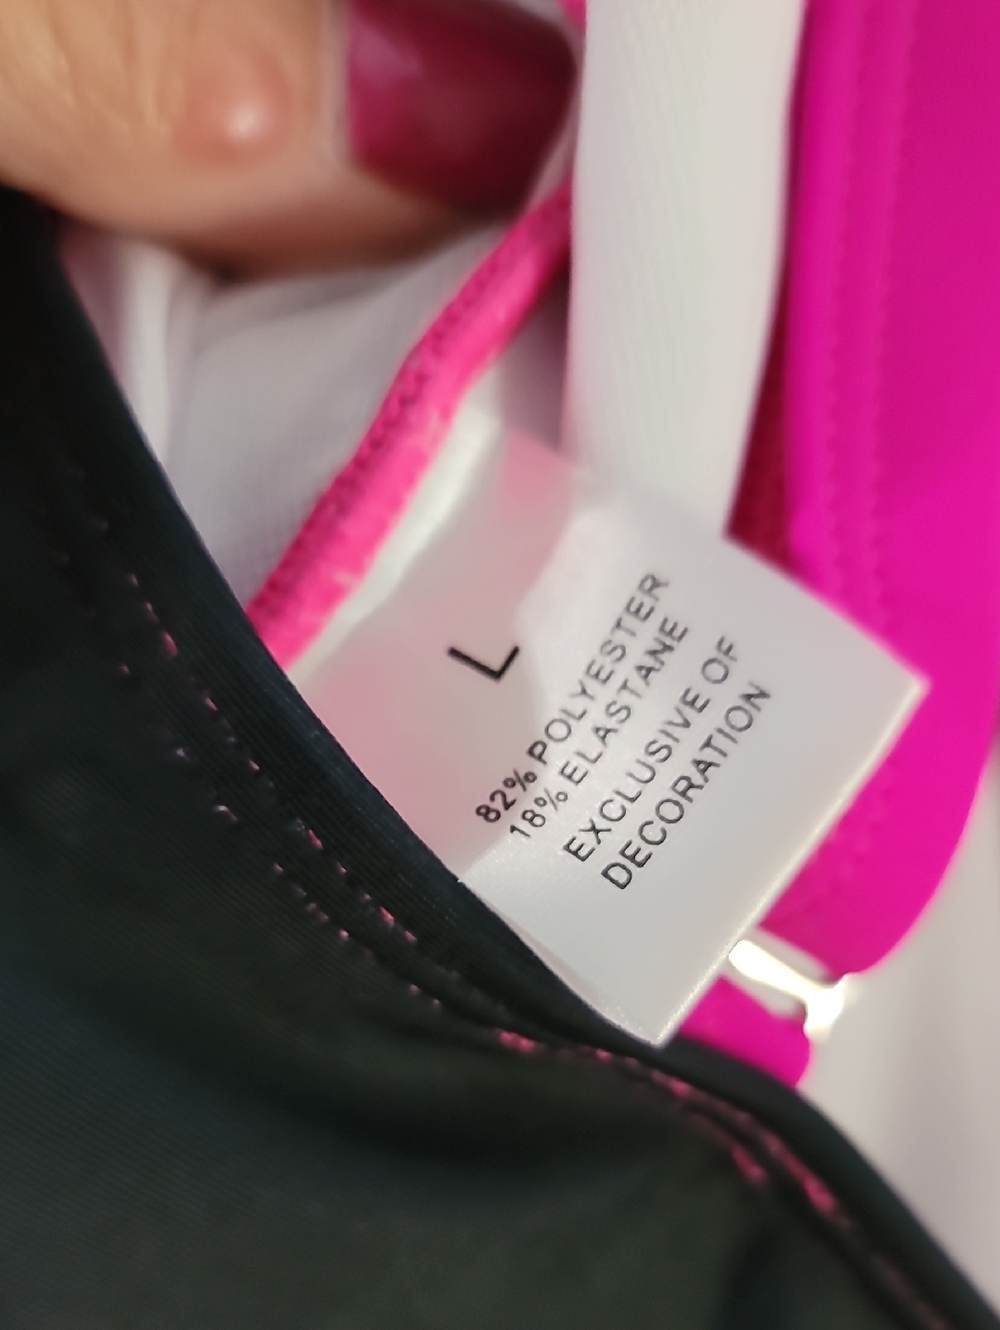 L
82% POLYESTER
18% ELASTANE
EXCLUSIVE OF
DECORATION